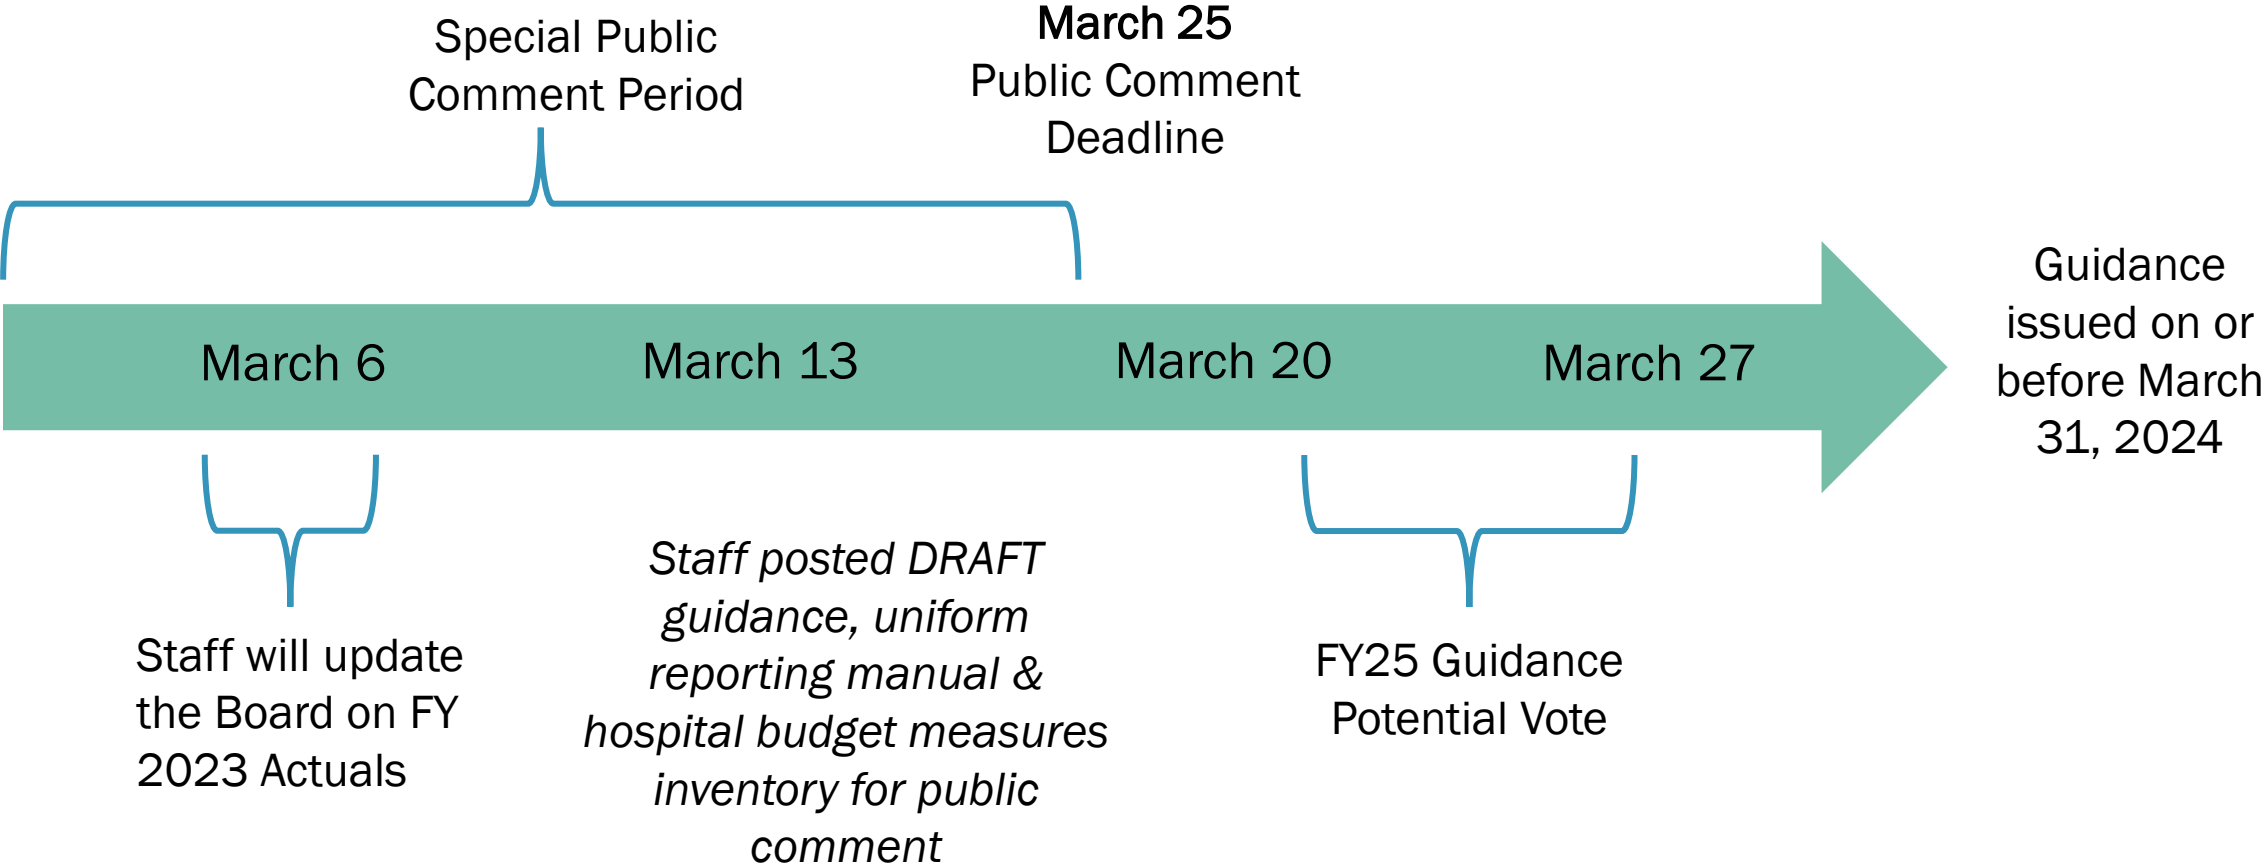 Special Public
Comment Period
March 25
Public Comment
Deadline
March 6
March 13
March 20
March 27
Guidance
issued on or
before March
31, 2024
Staff will update
the Board on FY
2023 Actuals
Staff posted DRAFT
guidance, uniform
reporting manual &
hospital budget measures
inventory for public
comment
FY25 Guidance
Potential Vote